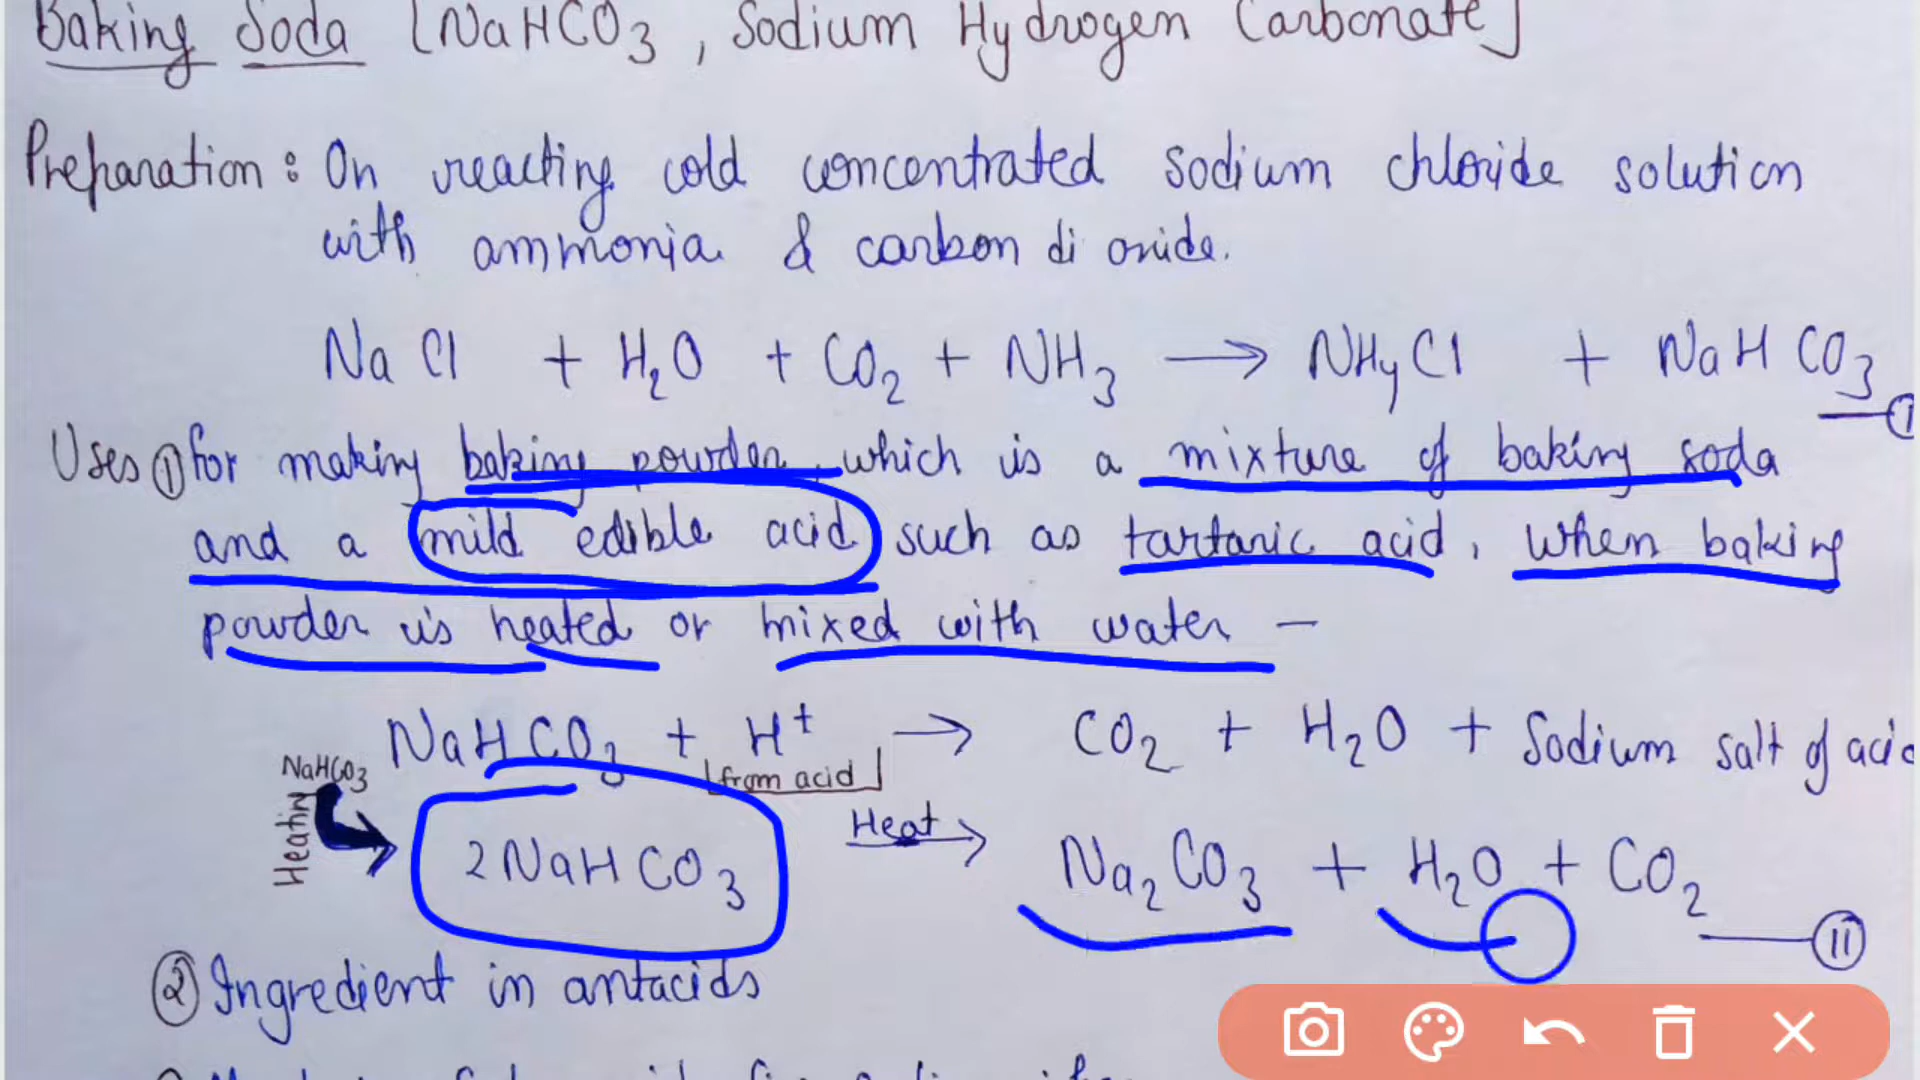 Baking Soda [NaHCO3, Sodium Hydrogen Carbonate]
Preparation: On reacting cold concentrated sodium chloride solution
with ammonia & carbon di oxide.
NaCl + H2O + CO2 + NH3 → NH4Cl + NaHCO3
I
Uses ① for making baking powder, which is a mixture of baking soda
and a mild edible acid such as tartaric acid, when baking
powder is heated or mixed with water –
NaHCO3 + H+ → CO2 + H2O + Sodium salt of acid
NaHCO3
[from acid]
Heating
2NaHCO3 Heat → Na2CO3 + H2O + CO2
II
② Ingredient in antacids